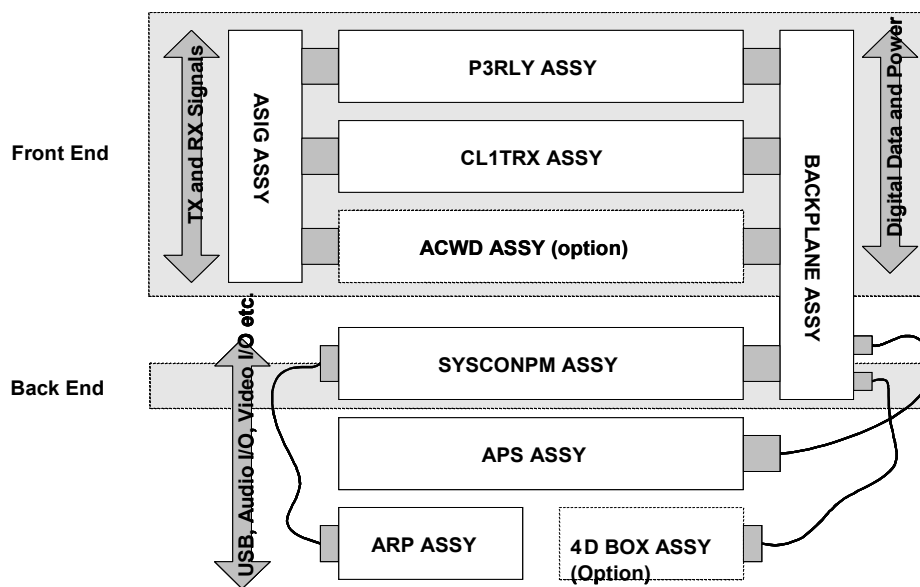 Front End
TX and RX Signals
ASIG ASSY
P3RLY ASSY
CL1TRX ASSY
ACWD ASSY (option)
BACKPLANE ASSY
Digital Data and Power
Back End
USB, Audio I/O, Video I/O etc.
SYSCONPM ASSY
APS ASSY
ARP ASSY
4D BOX ASSY
(Option)